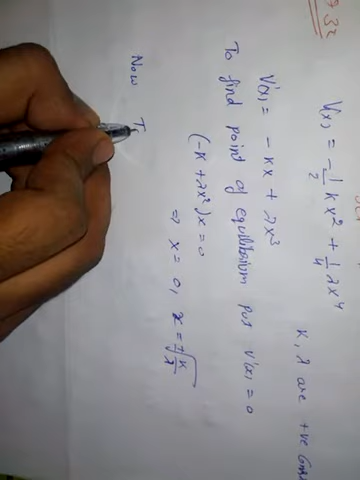 V(x) = -1/2 kx² + 1/4 λx⁴   K, λ are +ve
V'(x) = -kx + λx³
To find point of equilibrium put V'(x) = 0
(-K + λx²)x = 0
⇒ x = 0, x = ±√(K/λ)
Now T